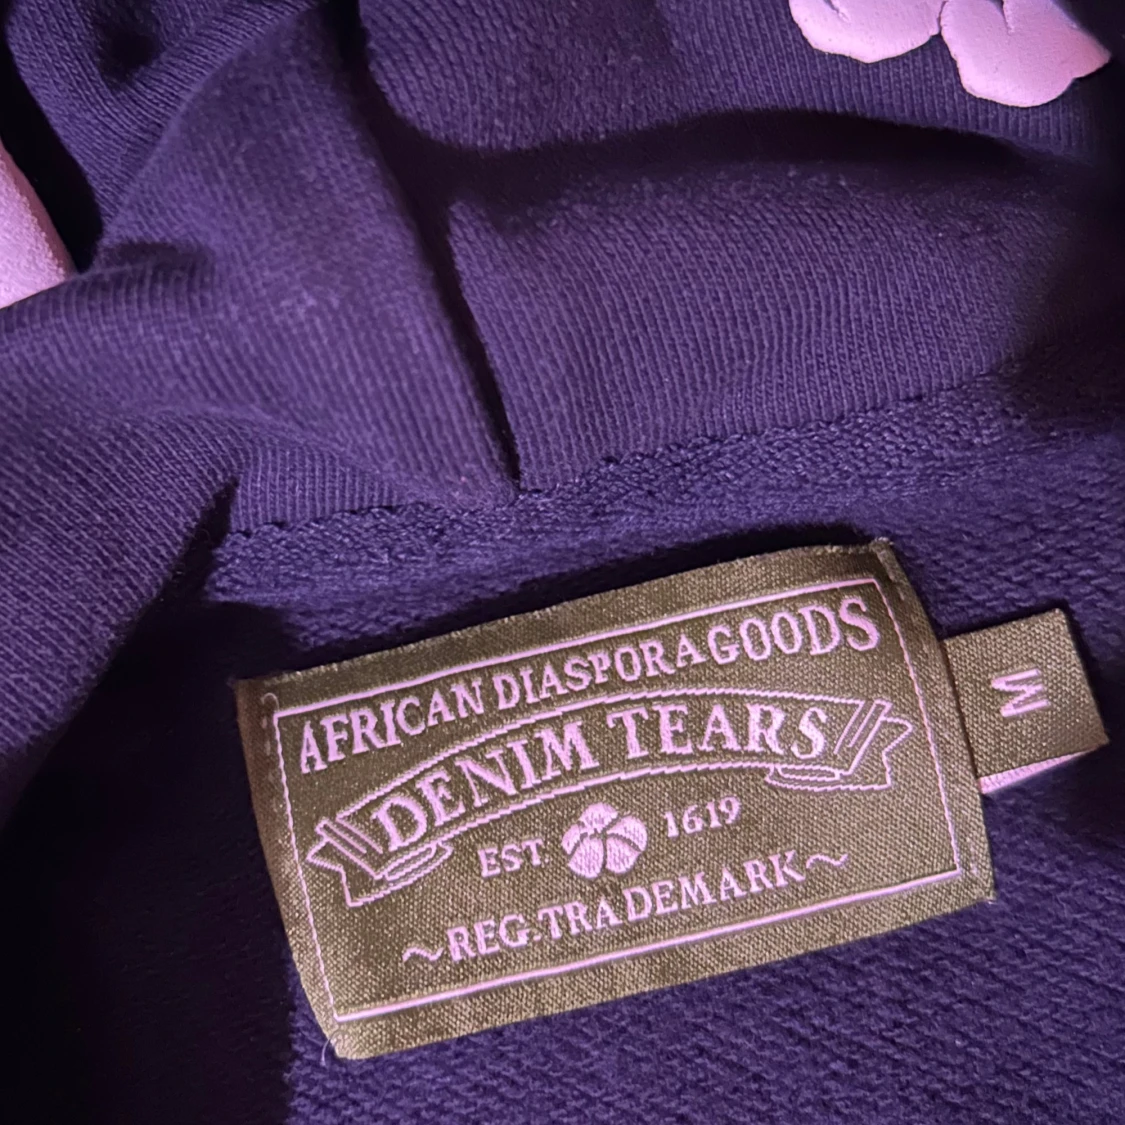 AFRICAN DIASPORA GOODS
DENIM TEARS
EST. 1619
~REG. TRADEMARK~
M